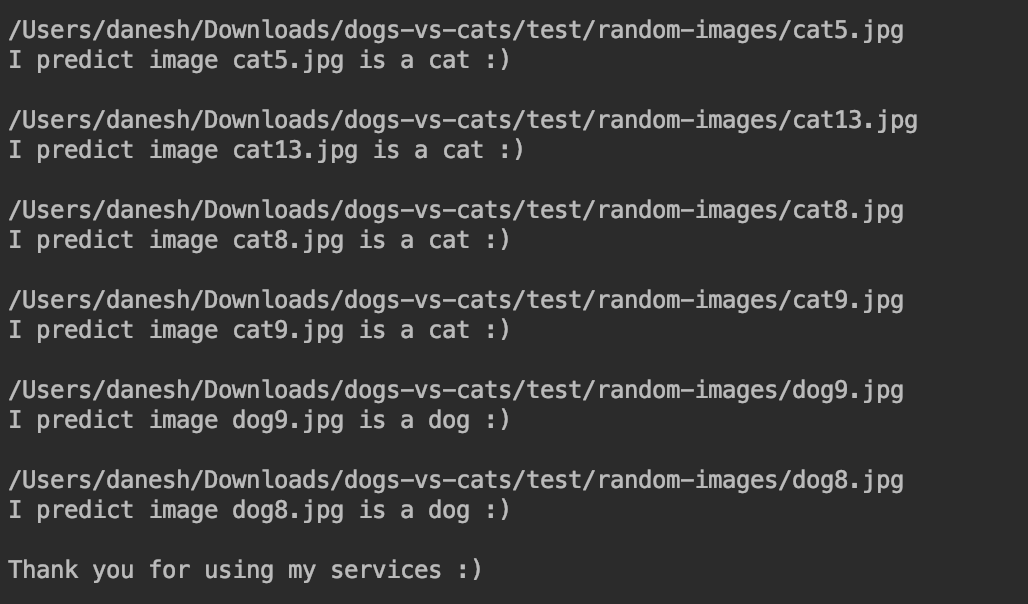 /Users/danesh/Downloads/dogs-vs-cats/test/random-images/cat5.jpg
I predict image cat5.jpg is a cat :)
/Users/danesh/Downloads/dogs-vs-cats/test/random-images/cat13.jpg
I predict image cat13.jpg is a cat :)
/Users/danesh/Downloads/dogs-vs-cats/test/random-images/cat8.jpg
I predict image cat8.jpg is a cat :)
/Users/danesh/Downloads/dogs-vs-cats/test/random-images/cat9.jpg
I predict image cat9.jpg is a cat :)
/Users/danesh/Downloads/dogs-vs-cats/test/random-images/dog9.jpg
I predict image dog9.jpg is a dog :)
/Users/danesh/Downloads/dogs-vs-cats/test/random-images/dog8.jpg
I predict image dog8.jpg is a dog :)
Thank you for using my services :)